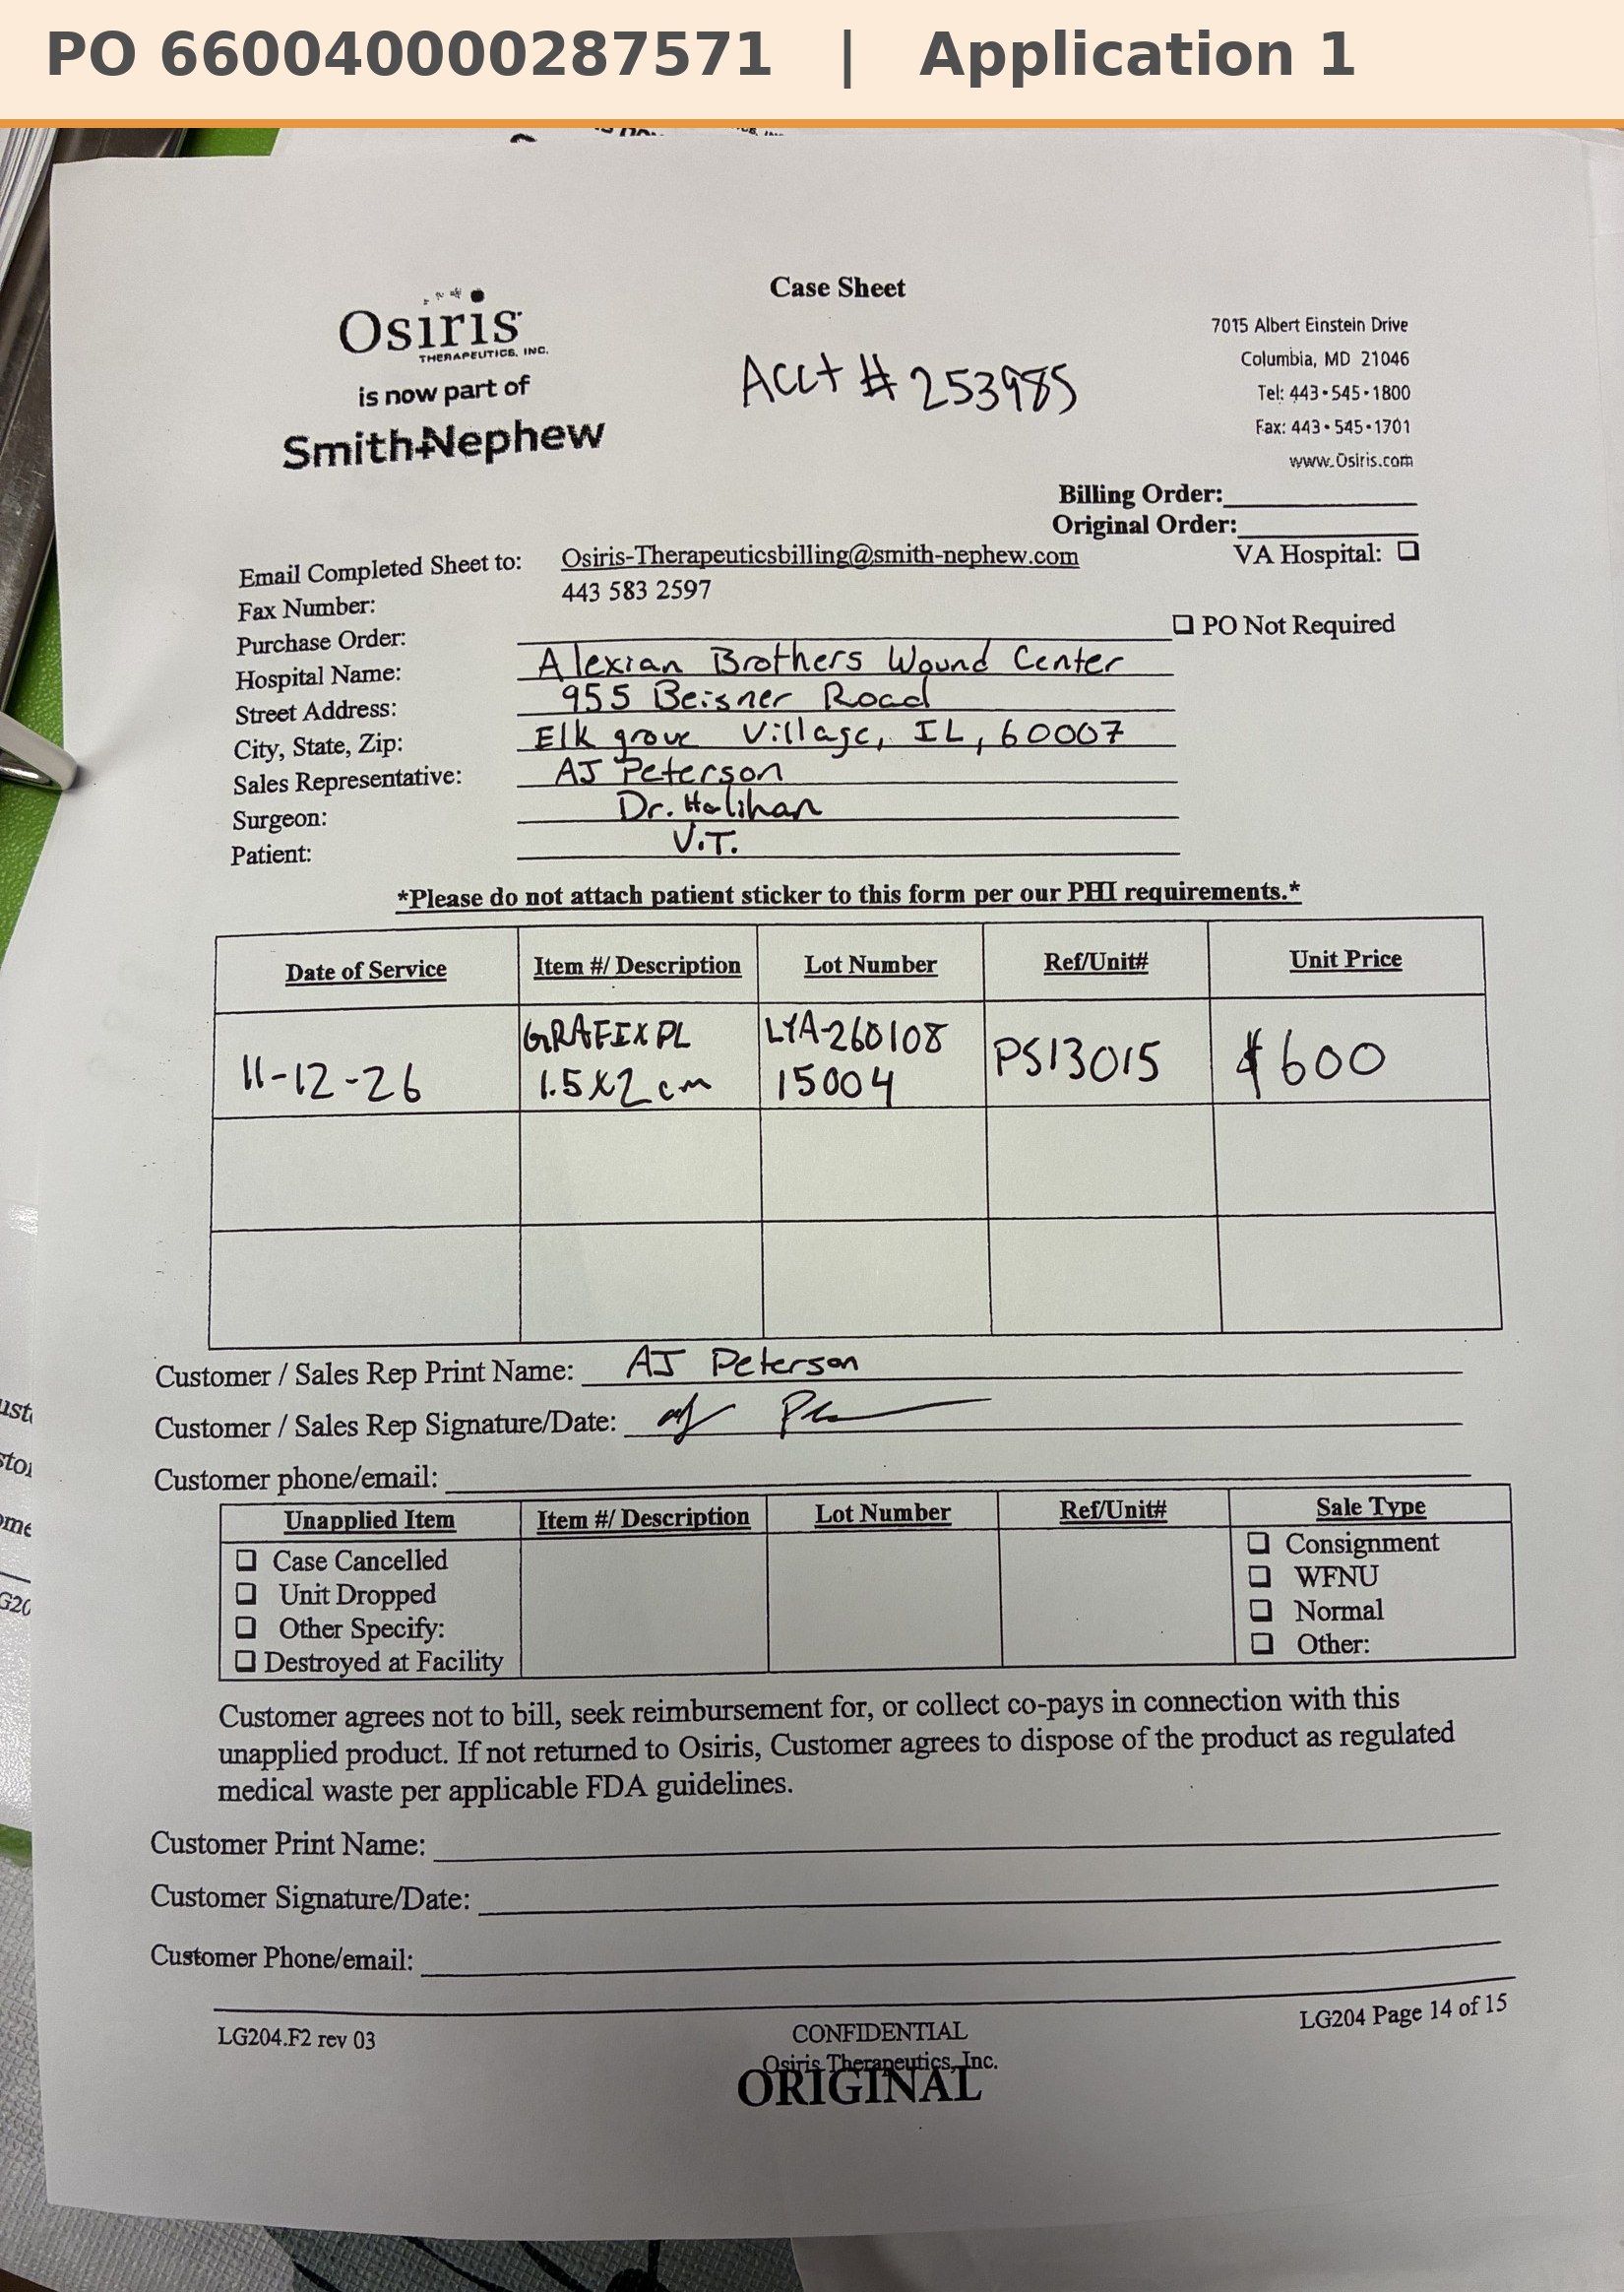 PO 660040000287571 | Application 1
Case Sheet
Osiris
THERAPEUTICS, INC.
is now part of
Smith+Nephew
Acct # 253985
7015 Albert Einstein Drive
Columbia, MD 21046
Tel: 443•545•1800
Fax: 443•545•1701
www.Osiris.com
Billing Order:
Original Order:
VA Hospital: ☐
Email Completed Sheet to: Osiris-Therapeuticsbilling@smith-nephew.com
Fax Number: 443 583 2597
Purchase Order: ☐ PO Not Required
Hospital Name: Alexian Brothers Wound Center
Street Address: 955 Beisner Road
City, State, Zip: Elk grove Village, IL, 60007
Sales Representative: AJ Peterson
Surgeon: Dr. Halihan
Patient: V.T.
*Please do not attach patient sticker to this form per our PHI requirements.*
Date of Service Item #/ Description Lot Number Ref/Unit# Unit Price
11-12-26 GRAFIX PL 1.5X2 cm LYA-260108 15004 PS13015 $600
Customer / Sales Rep Print Name: AJ Peterson
Customer / Sales Rep Signature/Date:
Customer phone/email:
Unapplied Item Item #/ Description Lot Number Ref/Unit# Sale Type
☐ Case Cancelled ☐ Consignment
☐ Unit Dropped ☐ WFNU
☐ Other Specify: ☐ Normal
☐ Destroyed at Facility ☐ Other:
Customer agrees not to bill, seek reimbursement for, or collect co-pays in connection with this
unapplied product. If not returned to Osiris, Customer agrees to dispose of the product as regulated
medical waste per applicable FDA guidelines.
Customer Print Name:
Customer Signature/Date:
Customer Phone/email:
LG204.F2 rev 03 CONFIDENTIAL LG204 Page 14 of 15
Osiris Therapeutics, Inc.
ORIGINAL